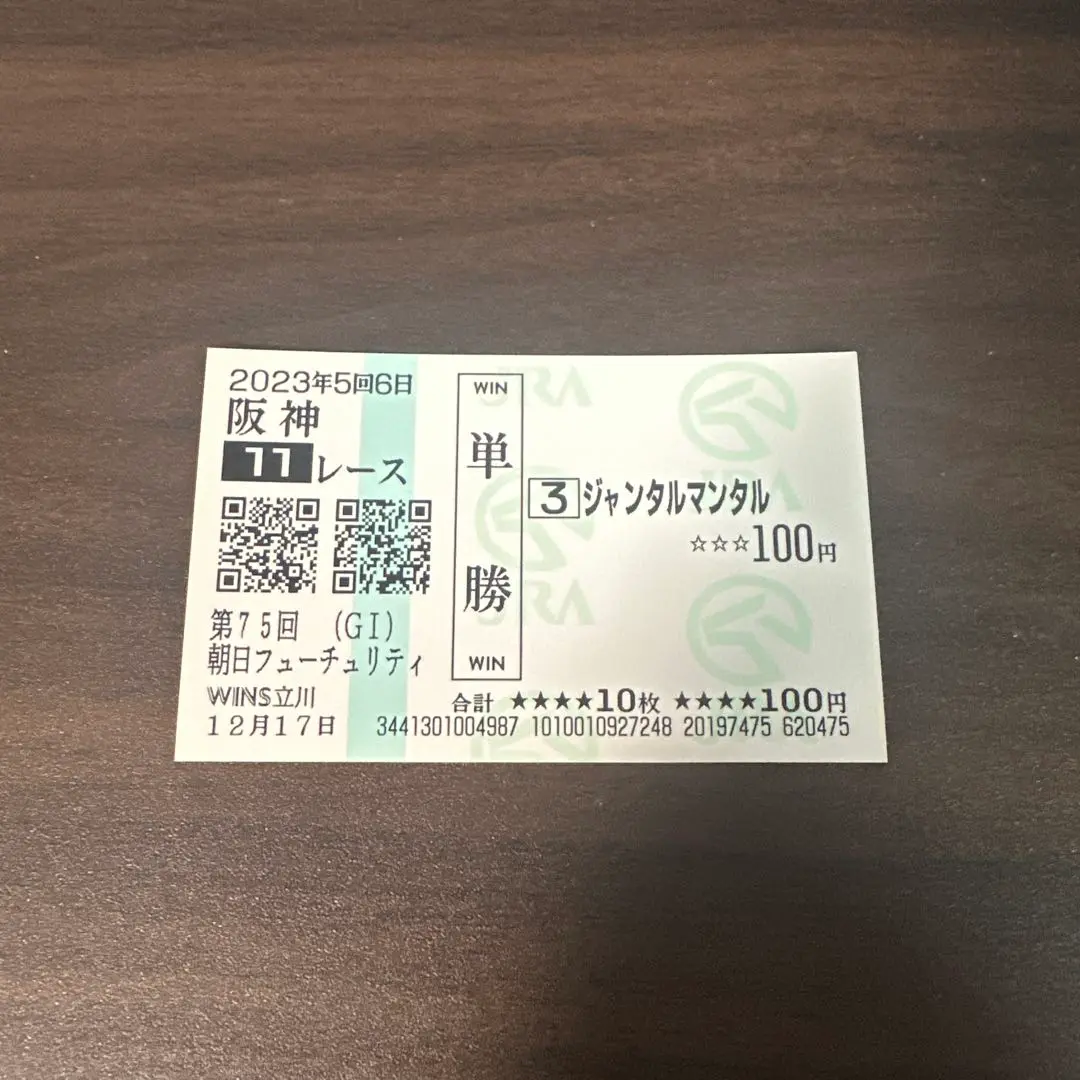 2023年5回6日
阪神
11レース
第75回 (GI)
朝日フューチュリティ
WINS立川
12月17日
WIN
単勝
WIN
3ジャンタルマンタル
☆☆☆100円
合計 ★★★★10枚 ★★★★100円
3441301004987 1010010927248 20197475 620475
JRA
JRA
JRA